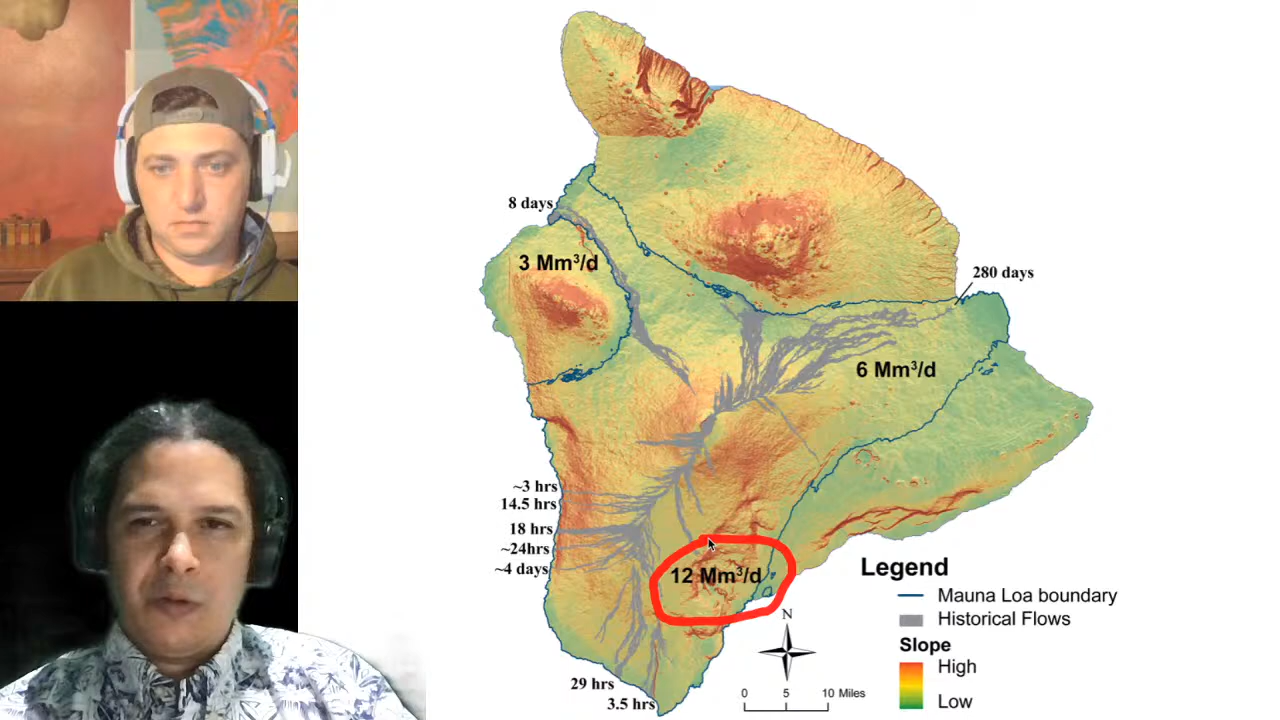 8 days
3 Mm³/d
280 days
6 Mm³/d
~3 hrs
14.5 hrs
18 hrs
~24hrs
~4 days
12 Mm³/d
29 hrs
3.5 hrs
Legend
Mauna Loa boundary
Historical Flows
Slope
High
Low
N
0 5 10 Miles